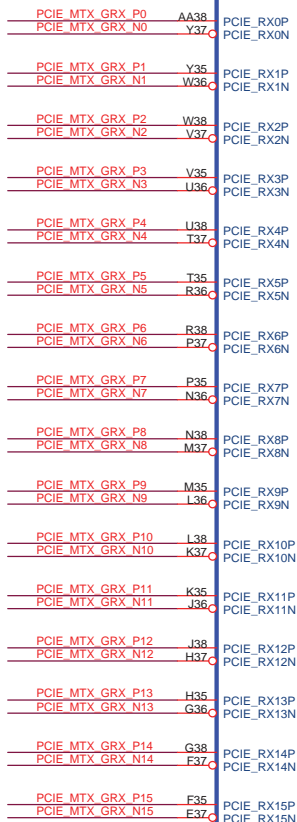 PCIE_MTX_GRX_P0 AA38 PCIE_RX0P
PCIE_MTX_GRX_N0 Y37 PCIE_RX0N
PCIE_MTX_GRX_P1 Y35 PCIE_RX1P
PCIE_MTX_GRX_N1 W36 PCIE_RX1N
PCIE_MTX_GRX_P2 W38 PCIE_RX2P
PCIE_MTX_GRX_N2 V37 PCIE_RX2N
PCIE_MTX_GRX_P3 V35 PCIE_RX3P
PCIE_MTX_GRX_N3 U36 PCIE_RX3N
PCIE_MTX_GRX_P4 U38 PCIE_RX4P
PCIE_MTX_GRX_N4 T37 PCIE_RX4N
PCIE_MTX_GRX_P5 T35 PCIE_RX5P
PCIE_MTX_GRX_N5 R36 PCIE_RX5N
PCIE_MTX_GRX_P6 R38 PCIE_RX6P
PCIE_MTX_GRX_N6 P37 PCIE_RX6N
PCIE_MTX_GRX_P7 P35 PCIE_RX7P
PCIE_MTX_GRX_N7 N36 PCIE_RX7N
PCIE_MTX_GRX_P8 N38 PCIE_RX8P
PCIE_MTX_GRX_N8 M37 PCIE_RX8N
PCIE_MTX_GRX_P9 M35 PCIE_RX9P
PCIE_MTX_GRX_N9 L36 PCIE_RX9N
PCIE_MTX_GRX_P10 L38 PCIE_RX10P
PCIE_MTX_GRX_N10 K37 PCIE_RX10N
PCIE_MTX_GRX_P11 K35 PCIE_RX11P
PCIE_MTX_GRX_N11 J36 PCIE_RX11N
PCIE_MTX_GRX_P12 J38 PCIE_RX12P
PCIE_MTX_GRX_N12 H37 PCIE_RX12N
PCIE_MTX_GRX_P13 H35 PCIE_RX13P
PCIE_MTX_GRX_N13 G36 PCIE_RX13N
PCIE_MTX_GRX_P14 G38 PCIE_RX14P
PCIE_MTX_GRX_N14 F37 PCIE_RX14N
PCIE_MTX_GRX_P15 F35 PCIE_RX15P
PCIE_MTX_GRX_N15 E37 PCIE_RX15N